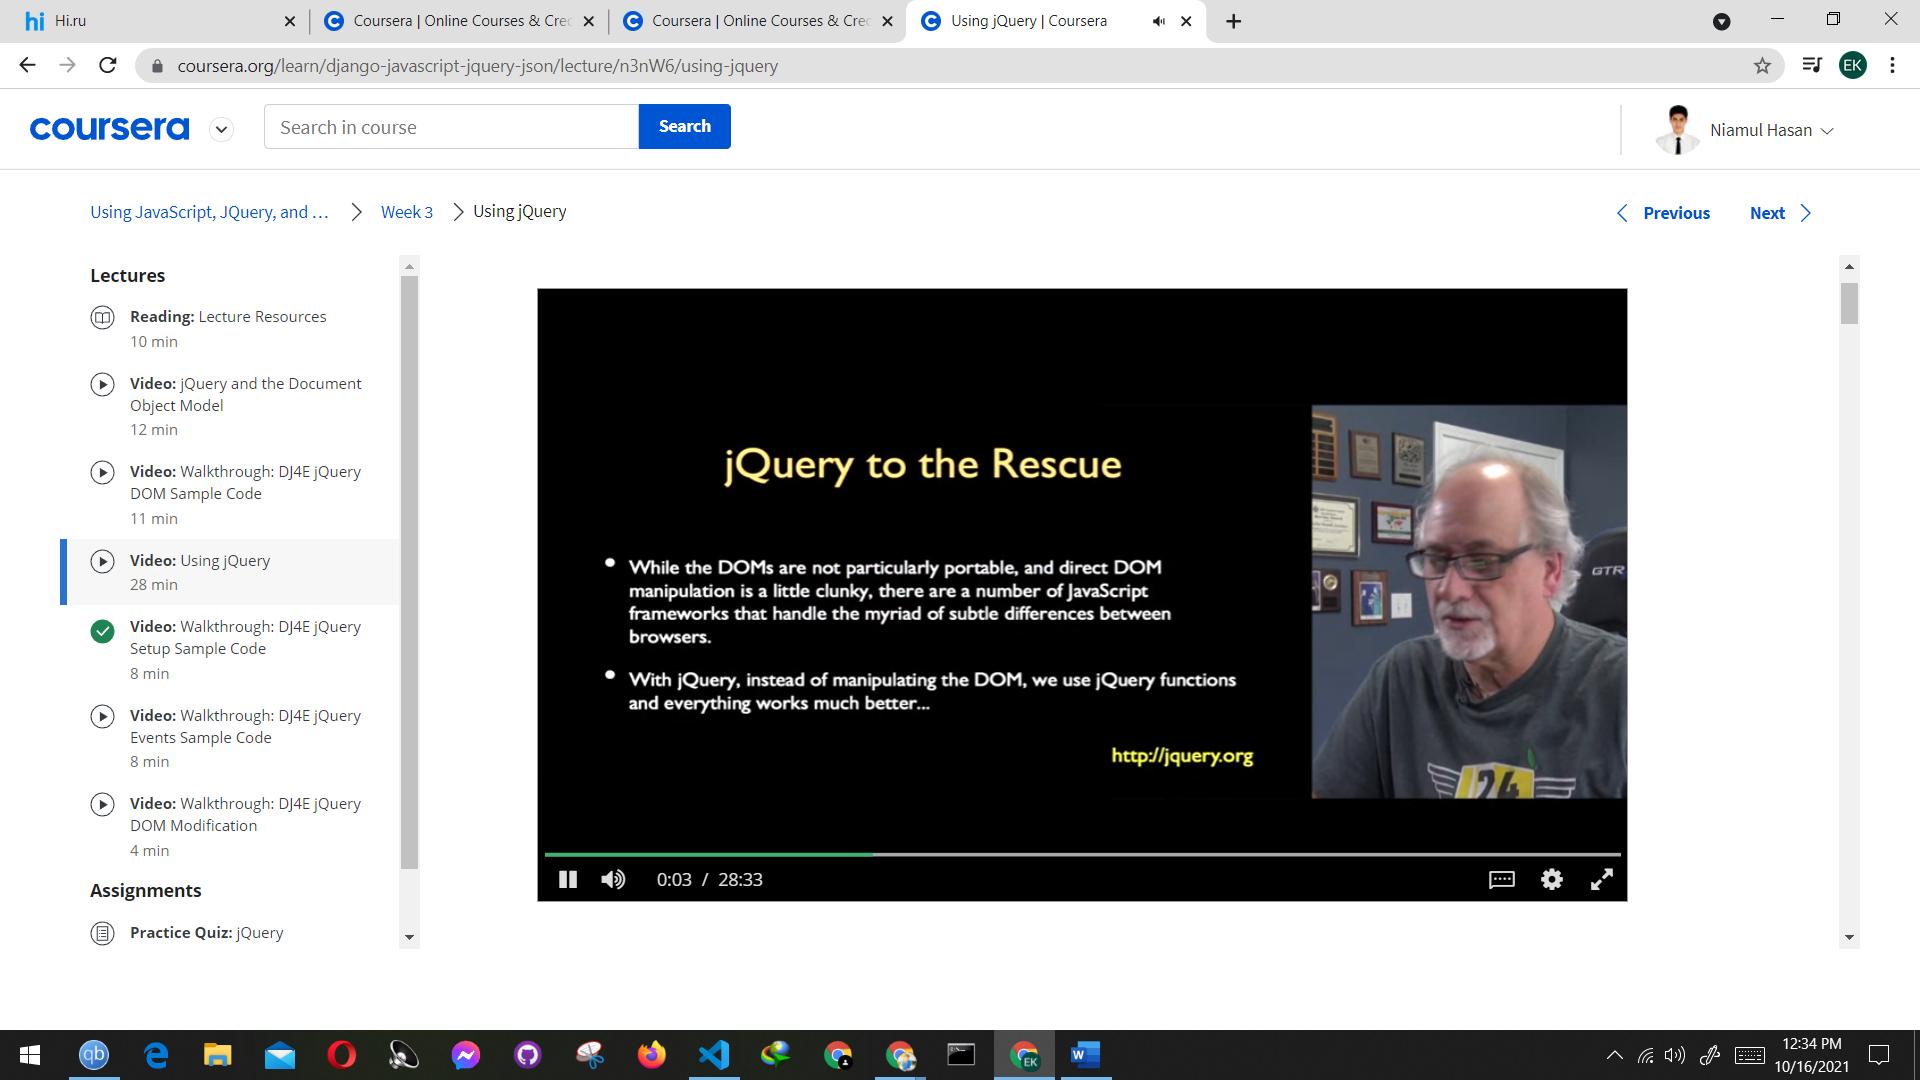 hi Hi.ru
Coursera | Online Courses & Cred
Coursera | Online Courses & Cred
Using jQuery | Coursera
coursera.org/learn/django-javascript-jquery-json/lecture/n3nW6/using-jquery
EK
coursera
Search in course
Search
Niamul Hasan
Using JavaScript, JQuery, and ...
Week 3
Using jQuery
Previous
Next
Lectures
Reading: Lecture Resources
10 min
Video: jQuery and the Document
Object Model
12 min
Video: Walkthrough: DJ4E jQuery
DOM Sample Code
11 min
Video: Using jQuery
28 min
Video: Walkthrough: DJ4E jQuery
Setup Sample Code
8 min
Video: Walkthrough: DJ4E jQuery
Events Sample Code
8 min
Video: Walkthrough: DJ4E jQuery
DOM Modification
4 min
Assignments
Practice Quiz: jQuery
jQuery to the Rescue
• While the DOMs are not particularly portable, and direct DOM
manipulation is a little clunky, there are a number of JavaScript
frameworks that handle the myriad of subtle differences between
browsers.
• With jQuery, instead of manipulating the DOM, we use jQuery functions
and everything works much better...
http://jquery.org
GTR
24
0:03 / 28:33
qb
EK
W
12:34 PM
10/16/2021